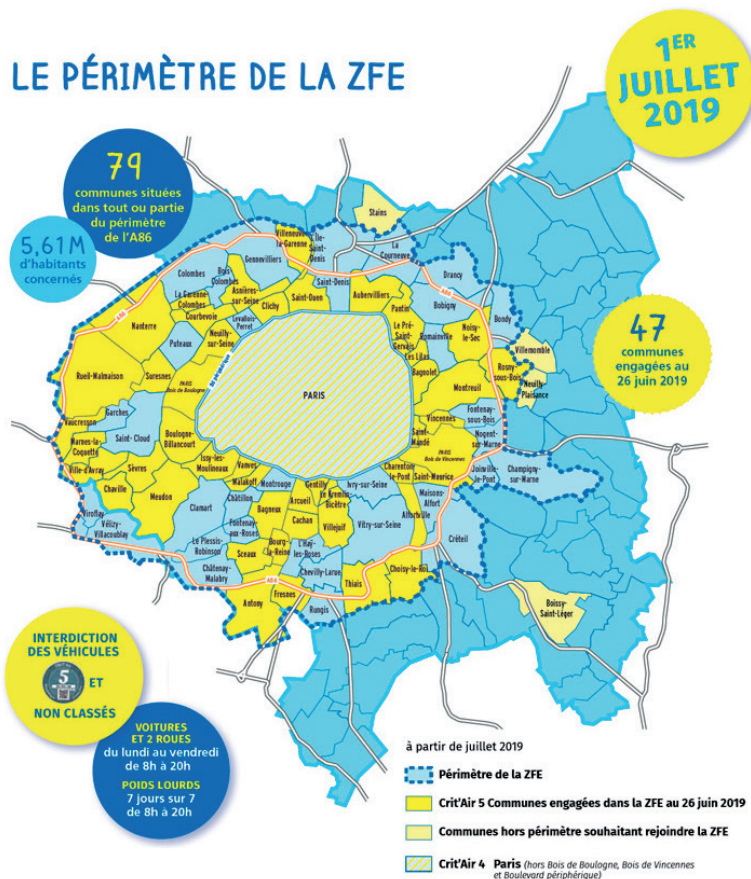 LE PÉRIMÈTRE DE LA ZFE
1ER
JUILLET
2019
79
communes situées
dans tout ou partie
du périmètre
de l'A86
5,61M
d'habitants
concernés
47
communes
engagées au
26 juin 2019
Stains
Villeneuve-
la-Garenne
L'Île-
Saint-
Denis
La
Courneuve
Gennevilliers
Saint-Denis
Drancy
A86
Colombes
Bois
Colombes
Asnières-
sur-Seine
Saint-Ouen
Aubervilliers
Bobigny
Bondy
La Garenne-
Colombes
Courbevoie
Clichy
Pantin
A86
Nanterre
Levallois-
Perret
Neuilly-
sur-Seine
Puteaux
Le Pré-
Saint-
Gervais
Romainville
Noisy-
le-Sec
Villemomble
Les Lilas
Rosny-
sous-Bois
Neuilly-
Plaisance
Rueil-Malmaison
Suresnes
PARIS
Bois de Boulogne
Bd périphérique
PARIS
Bagnolet
Montreuil
Garches
Fontenay-
sous-Bois
Vincennes
Vaucresson
Saint- Cloud
Boulogne-
Billancourt
Saint-
Mandé
Nogent-
sur-Marne
Marnes-la-
Coquette
PARIS
Bois de Vincennes
Ville-d'Avray
Sèvres
Issy-les-
Moulineaux
Vanves
Malakoff
Montrouge
Gentilly
Le Kremlin-
Bicêtre
Ivry-sur-Seine
Charenton-
le-Pont
Saint-Maurice
Joinville-
le-Pont
Champigny-
sur-Marne
Chaville
Meudon
Clamart
Châtillon
Bagneux
Arcueil
Cachan
Villejuif
Vitry-sur-Seine
Alfortville
Maisons-
Alfort
Viroflay
Vélizy-
Villacoublay
Fontenay-
aux-Roses
Bourg-
la-Reine
L'Haÿ-
les-Roses
Créteil
Le Plessis-
Robinson
Sceaux
Châtenay-
Malabry
Chevilly-Larue
Choisy-le-Roi
A86
Fresnes
Thiais
Antony
Rungis
Boissy-
Saint-Léger
INTERDICTION
DES VÉHICULES
5
ET
NON CLASSÉS
VOITURES
ET 2 ROUES
du lundi au vendredi
de 8h à 20h
POIDS LOURDS
7 jours sur 7
de 8h à 20h
à partir de juillet 2019
Périmètre de la ZFE
Crit'Air 5 Communes engagées dans la ZFE au 26 juin 2019
Communes hors périmètre souhaitant rejoindre la ZFE
Crit'Air 4 Paris (hors Bois de Boulogne, Bois de Vincennes
et Boulevard périphérique)